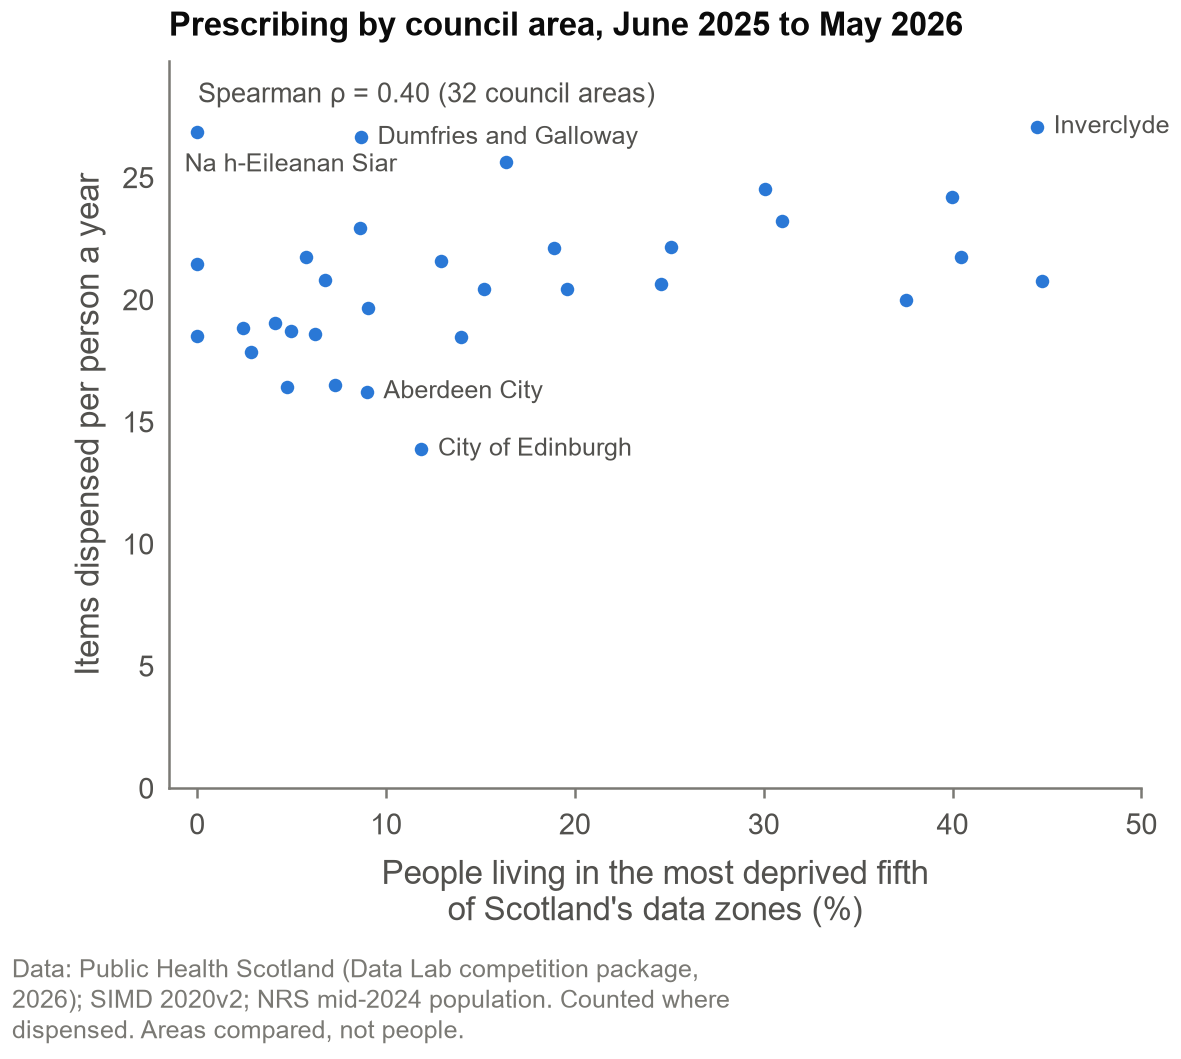 Prescribing by council area, June 2025 to May 2026
Spearman ρ = 0.40 (32 council areas)
Inverclyde
Dumfries and Galloway
Na h-Eileanan Siar
Aberdeen City
City of Edinburgh
Items dispensed per person a year
25
20
15
10
5
0
0 10 20 30 40 50
People living in the most deprived fifth
of Scotland's data zones (%)
Data: Public Health Scotland (Data Lab competition package,
2026); SIMD 2020v2; NRS mid-2024 population. Counted where
dispensed. Areas compared, not people.